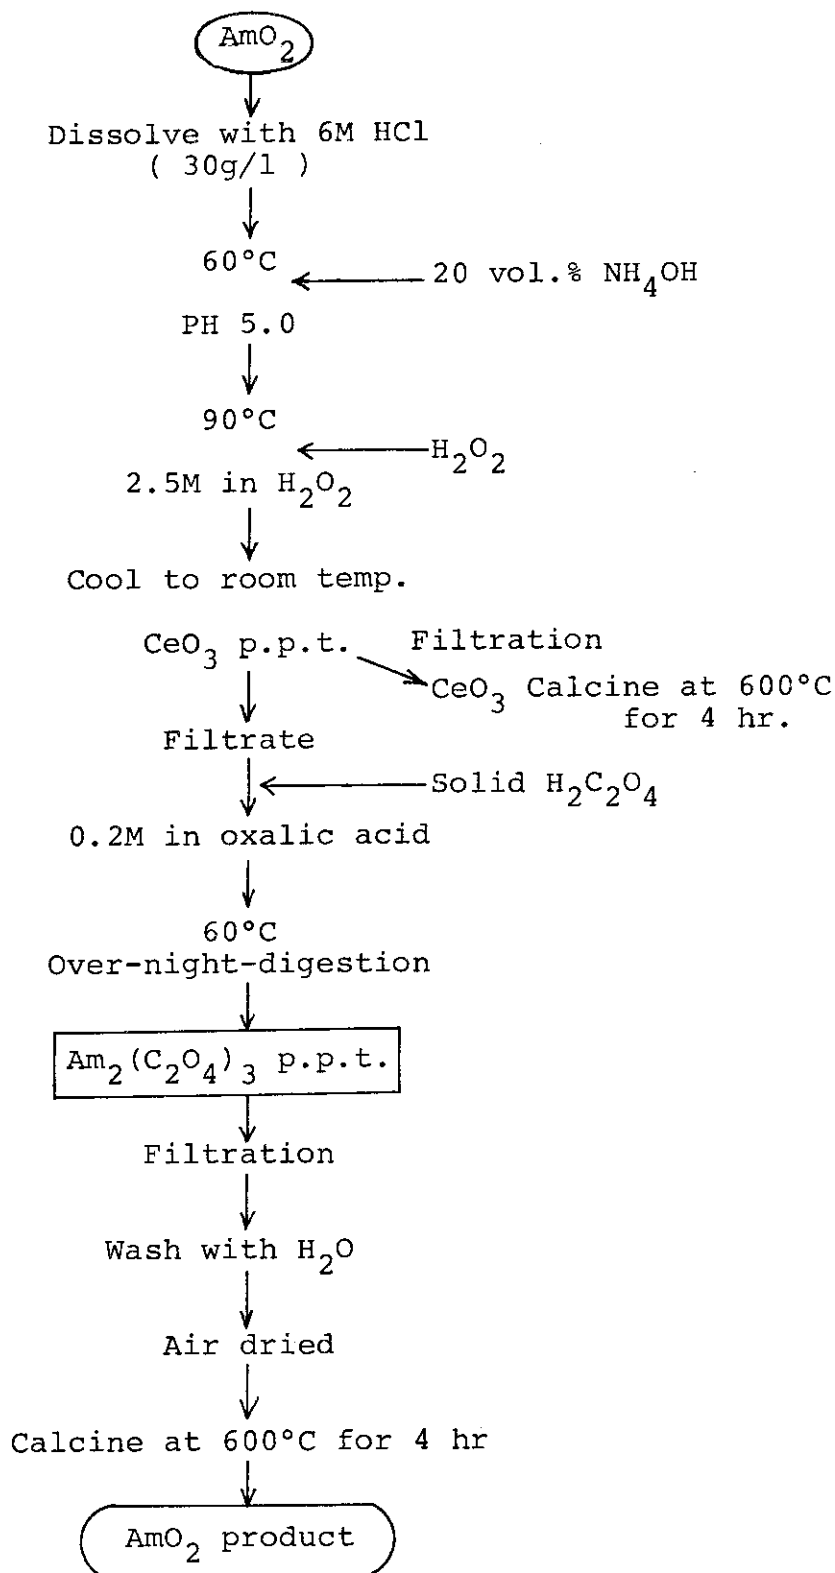 AmO₂
Dissolve with 6M HCl
( 30g/l )
60°C
20 vol.% NH₄OH
PH 5.0
90°C
H₂O₂
2.5M in H₂O₂
Cool to room temp.
CeO₃ p.p.t. Filtration
CeO₃ Calcine at 600°C
for 4 hr.
Filtrate
Solid H₂C₂O₄
0.2M in oxalic acid
60°C
Over-night-digestion
Am₂(C₂O₄)₃ p.p.t.
Filtration
Wash with H₂O
Air dried
Calcine at 600°C for 4 hr
AmO₂ product